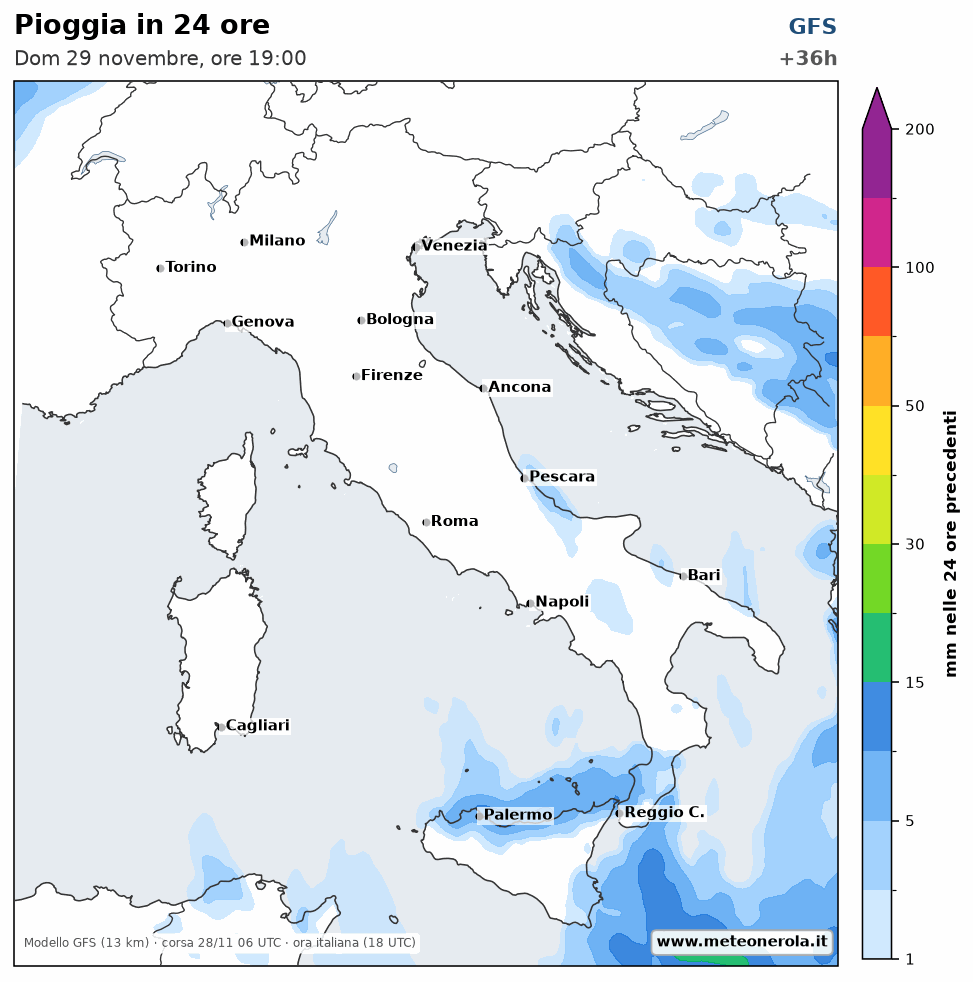 Pioggia in 24 ore
GFS
Dom 29 novembre, ore 19:00
+36h
Milano
Venezia
Torino
Genova
Bologna
Firenze
Ancona
Pescara
Roma
Bari
Napoli
Cagliari
Palermo
Reggio C.
Modello GFS (13 km) · corsa 28/11 06 UTC · ora italiana (18 UTC)
www.meteonerola.it
200
100
50
30
15
5
1
mm nelle 24 ore precedenti